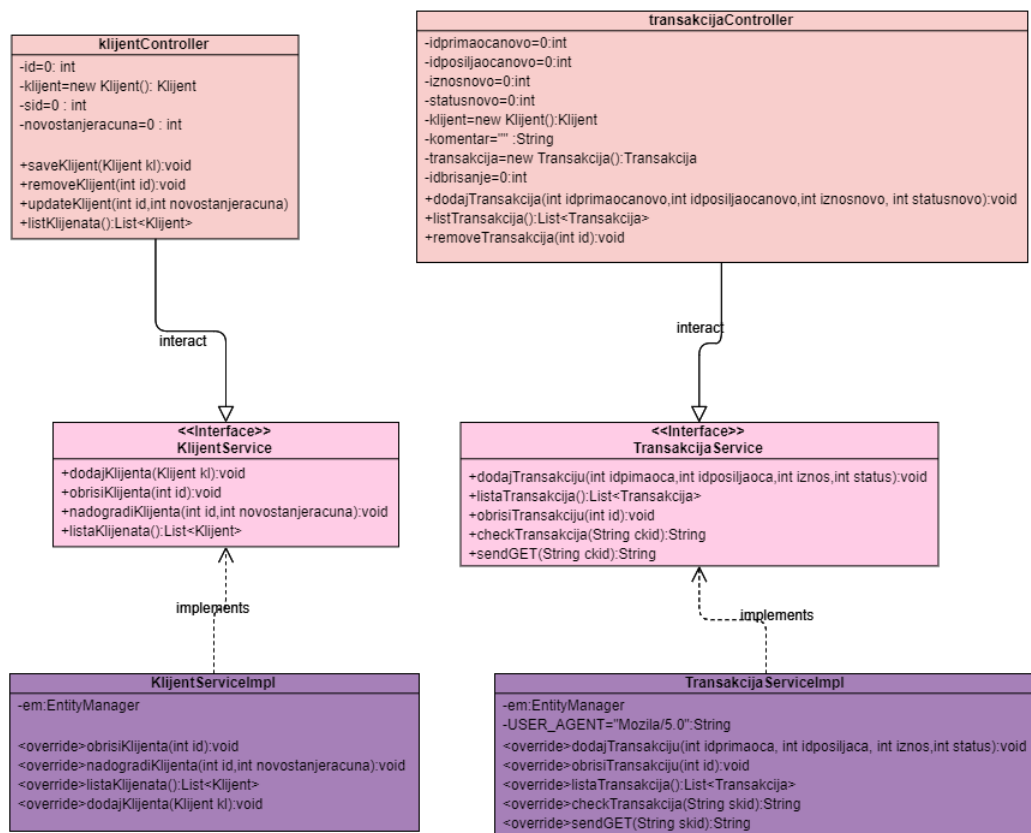 klijentController
-id=0: int
-klijent=new Klijent(): Klijent
-sid=0 : int
-novostanjeracuna=0 : int
+saveKlijent(Klijent kl):void
+removeKlijent(int id):void
+updateKlijent(int id,int novostanjeracuna)
+listKlijenata():List<Klijent>
transakcijaController
-idprimaocanovo=0:int
-idposiljaocanovo=0:int
-iznosnovo=0:int
-statusnovo=0:int
-klijent=new Klijent():Klijent
-komentar="" :String
-transakcija=new Transakcija():Transakcija
-idbrisanje=0:int
+dodajTransakcija(int idprimaocanovo,int idposiljaocanovo,int iznosnovo, int statusnovo):void
+listTransakcija():List<Transakcija>
+removeTransakcija(int id):void
interact
interact
<<Interface>>
KlijentService
+dodajKlijenta(Klijent kl):void
+obrisiKlijenta(int id):void
+nadogradiKlijenta(int id,int novostanjeracuna):void
+listaKlijenata():List<Klijent>
<<Interface>>
TransakcijaService
+dodajTransakciju(int idpimaoca,int idposiljaoca,int iznos,int status):void
+listaTransakcija():List<Transakcija>
+obrisiTransakciju(int id):void
+checkTransakcija(String ckid):String
+sendGET(String ckid):String
implements
implements
KlijentServiceImpl
-em:EntityManager
<override>obrisiKlijenta(int id):void
<override>nadogradiKlijenta(int id,int novostanjeracuna):void
<override>listaKlijenata():List<Klijent>
<override>dodajKlijenta(Klijent kl):void
TransakcijaServiceImpl
-em:EntityManager
-USER_AGENT="Mozila/5.0":String
<override>dodajTransakciju(int idprimaoca, int idposiljaca, int iznos,int status):void
<override>obrisiTransakciju(int id):void
<override>listaTransakcija():List<Transakcija>
<override>checkTransakcija(String skid):String
<override>sendGET(String skid):String